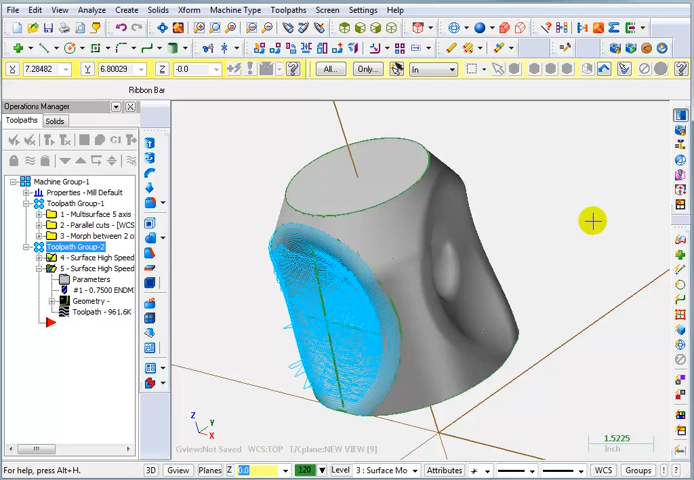 File Edit View Analyze Create Solids Xform Machine Type Toolpaths Screen Settings Help
X 7.28482 Y 6.80029 Z -0.0 All... Only... In
Ribbon Bar
Operations Manager
Toolpaths Solids
G1
Machine Group-1
Properties - Mill Default
Toolpath Group-1
1 - Multisurface 5 axis
2 - Parallel cuts - [WCS
3 - Morph between 2 c
Toolpath Group-2
4 - Surface High Speed
5 - Surface High Speed
Parameters
#1 - 0.7500 ENDM
Geometry -
Toolpath - 961.6K
Z
Y
X
Gview:Not Saved WCS:TOP T/Cplane:NEW VIEW [9]
1.5225
Inch
For help, press Alt+H.
3D Gview Planes Z 0.0 120 Level 3 : Surface Mo Attributes WCS Groups